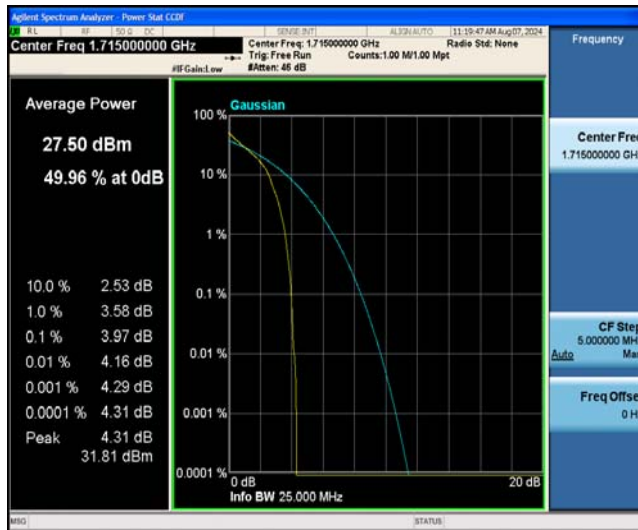 Agilent Spectrum Analyzer - Power Stat CCDF
RL RF 50 Ω DC SENSE:INT ALIGN AUTO 11:19:47 AM Aug 07, 2024
Center Freq 1.715000000 GHz
Center Freq: 1.715000000 GHz Radio Std: None
Trig: Free Run Counts:1.00 M/1.00 Mpt
#IFGain:Low #Atten: 46 dB
Frequency
Average Power
27.50 dBm
49.96 % at 0dB
10.0 % 2.53 dB
1.0 % 3.58 dB
0.1 % 3.97 dB
0.01 % 4.16 dB
0.001 % 4.29 dB
0.0001 % 4.31 dB
Peak 4.31 dB
31.81 dBm
Gaussian
100 %
10 %
1 %
0.1 %
0.01 %
0.001 %
0.0001 %
0 dB 20 dB
Info BW 25.000 MHz
Center Fre
1.715000000 GH
CF Step
5.000000 MH
Auto Ma
Freq Offse
0 H
MSG STATUS